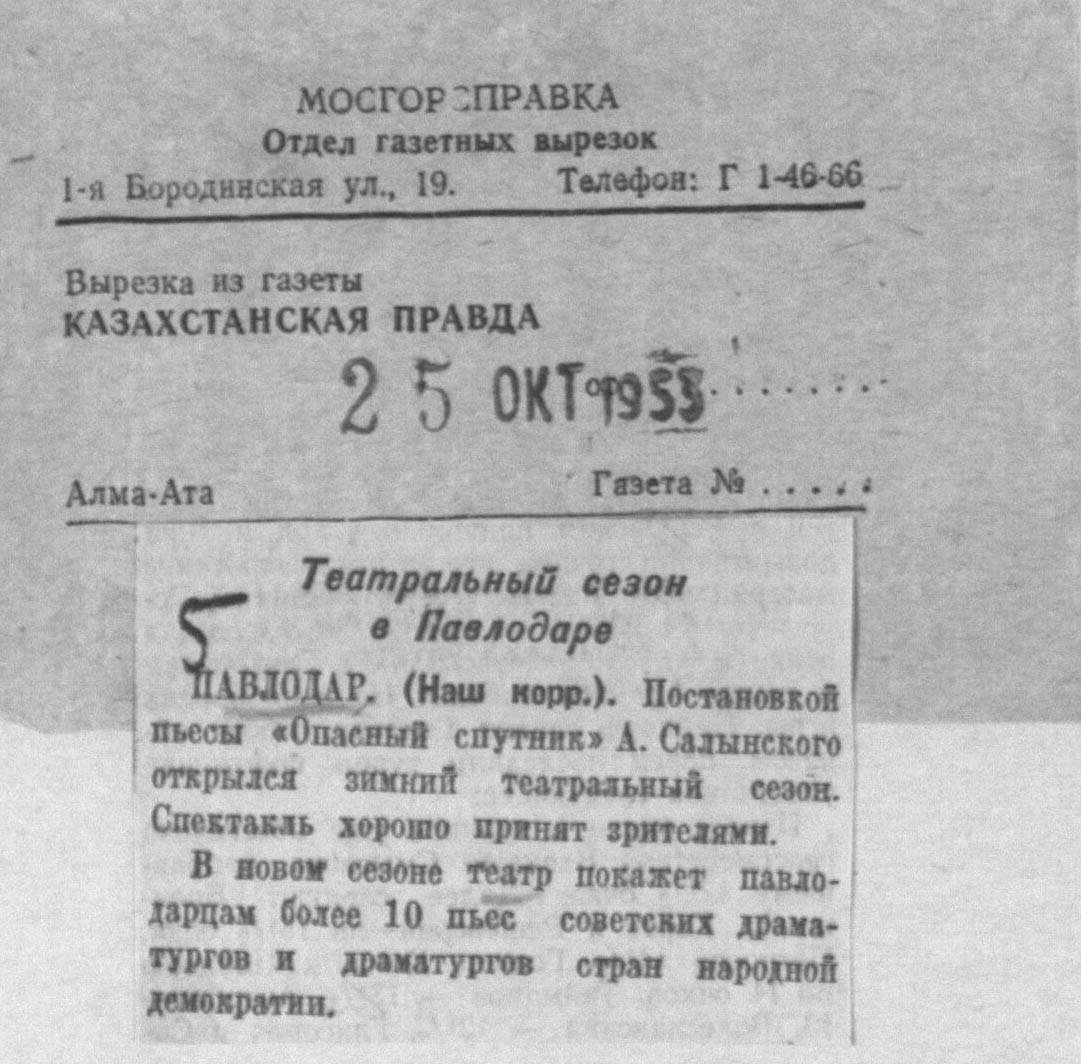 МОСГОРСПРАВКА
Отдел газетных вырезок
1-я Бородинская ул., 19. Телефон: Г 1-46-66
Вырезка из газеты
КАЗАХСТАНСКАЯ ПРАВДА
25 ОКТ 1955
от . . . . . . . . . .
Алма-Ата Газета № . . . . .
Театральный сезон
в Павлодаре
5
ПАВЛОДАР. (Наш корр.). Постановкой
пьесы «Опасный спутник» А. Салынского
открылся зимний театральный сезон.
Спектакль хорошо принят зрителями.
В новом сезоне театр покажет павло-
дарцам более 10 пьес советских драма-
тургов и драматургов стран народной
демократии.